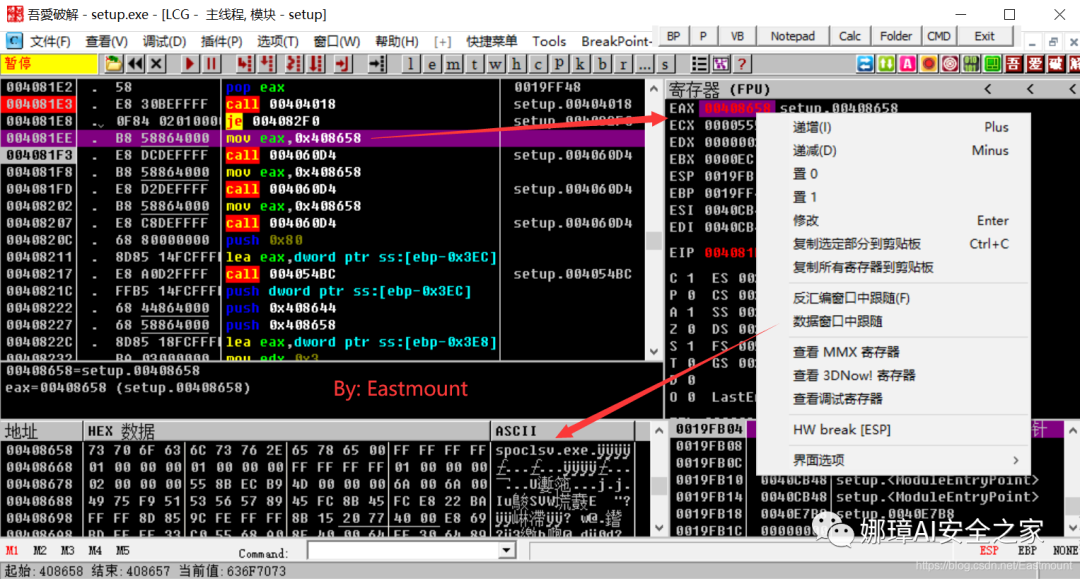 吾愛破解 - setup.exe - [LCG - 主线程, 模块 - setup]
文件(F) 查看(V) 调试(D) 插件(P) 选项(T) 窗口(W) 帮助(H) [+] 快捷菜单 Tools BreakPoint-
BP P VB Notepad Calc Folder CMD Exit
暂停 l e m t w h c P k b r ... s ? 吾 爱 破 解
004081E2 . 58 pop eax 0019FF48
004081E3 . E8 30BEFFFF call 00404018 setup.00404018
004081E8 . 0F84 0201000 je 004082F0
004081EE . B8 58864000 mov eax,0x408658
004081F3 . E8 DCDEFFFF call 004060D4 setup.004060D4
004081F8 . B8 58864000 mov eax,0x408658
004081FD . E8 D2DEFFFF call 004060D4 setup.004060D4
00408202 . B8 58864000 mov eax,0x408658
00408207 . E8 C8DEFFFF call 004060D4 setup.004060D4
0040820C . 68 80000000 push 0x80
00408211 . 8D85 14FCFFF lea eax,dword ptr ss:[ebp-0x3EC]
00408217 . E8 A0D2FFFF call 004054BC setup.004054BC
0040821C . FFB5 14FCFFF push dword ptr ss:[ebp-0x3EC]
00408222 . 68 44864000 push 0x408644
00408227 . 68 58864000 push 0x408658
0040822C . 8D85 18FCFFF lea eax,dword ptr ss:[ebp-0x3E8]
00408232 . BA 03000000 mov edx,0x3
00408658=setup.00408658
eax=00408658 (setup.00408658)
By: Eastmount
寄存器 (FPU)
EAX 00408658 setup.00408658
ECX 0000555
EDX 000000
EBX 0000EC
ESP 0019FB
EBP 0019FF
ESI 0040CB
EDI 0040CB
EIP 004081
C 1 ES 00
P 0 CS 00
A 1 SS 00
Z 0 DS 00
S 1 FS 00
T 0 GS 00
D 0
O 0 LastE
递增(I) Plus
递减(D) Minus
置 0
置 1
修改 Enter
复制选定部分到剪贴板 Ctrl+C
复制所有寄存器到剪贴板
反汇编窗口中跟随(F)
数据窗口中跟随
查看 MMX 寄存器
查看 3DNow! 寄存器
查看调试寄存器
HW break [ESP]
界面选项
地址 HEX 数据 ASCII
00408658 73 70 6F 63 6C 73 76 2E 65 78 65 00 FF FF FF FF spoclsv.exe.ÿÿÿÿ
00408668 01 00 00 00 01 00 00 00 FF FF FF FF 01 00 00 00
00408678 02 00 00 00 55 8B EC B9 4D 00 00 00 6A 00 6A 00
00408688 49 75 F9 51 53 56 57 89 45 FC 8B 45 FC E8 22 BA
00408698 FF FF 8D 85 9C FE FF FF 8B 15 20 77 40 00 E8 69
0019FB04 针
0019FB08
0019FB0C
0019FB10 0040CB48 setup.<ModuleEntryPoint>
0019FB14 0040CB48 setup.<ModuleEntryPoint>
0019FB18 0040E7B8 setup.0040E7B8
0019FB1C
M1 M2 M3 M4 M5 Command: ESP EBP NONE
起始: 408658 结束: 408657 当前值: 636F7073
娜璋AI安全之家
https://blog.csdn.net/Eastmount